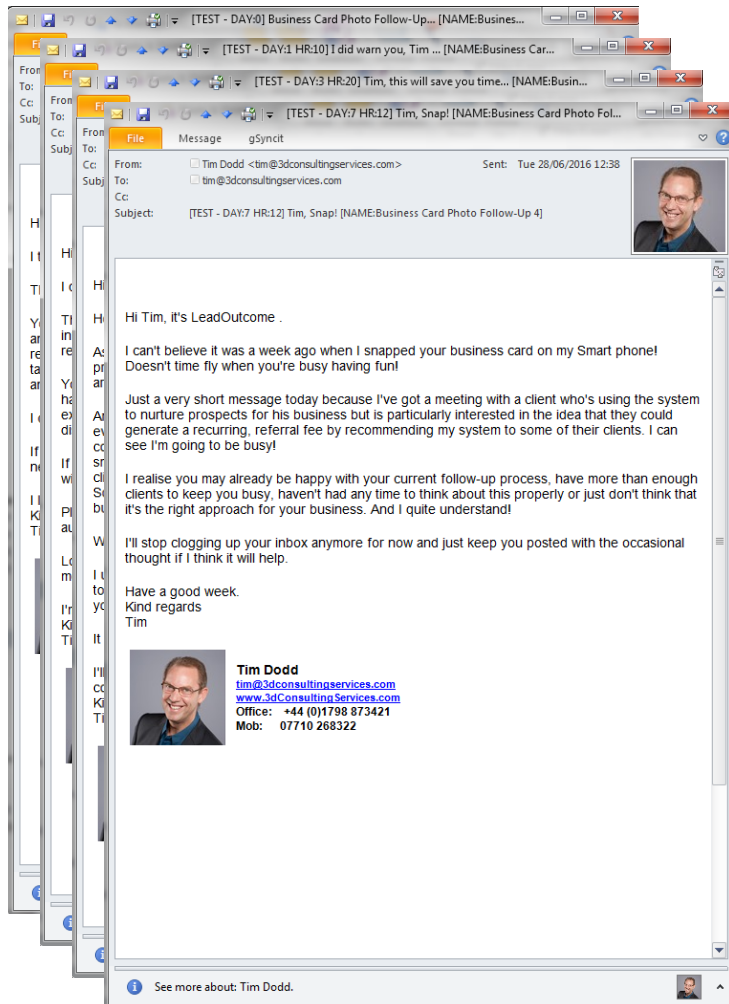 [TEST - DAY:0] Business Card Photo Follow-Up... [NAME:Busines...
[TEST - DAY:1 HR:10] I did warn you, Tim ... [NAME:Business Car...
[TEST - DAY:3 HR:20] Tim, this will save you time... [NAME:Busin...
[TEST - DAY:7 HR:12] Tim, Snap! [NAME:Business Card Photo Fol...
File Message gSyncit
From: Tim Dodd <tim@3dconsultingservices.com> Sent: Tue 28/06/2016 12:38
To: tim@3dconsultingservices.com
Cc:
Subject: [TEST - DAY:7 HR:12] Tim, Snap! [NAME:Business Card Photo Follow-Up 4]
Hi Tim, it's LeadOutcome .
I can't believe it was a week ago when I snapped your business card on my Smart phone!
Doesn't time fly when you're busy having fun!
Just a very short message today because I've got a meeting with a client who's using the system
to nurture prospects for his business but is particularly interested in the idea that they could
generate a recurring, referral fee by recommending my system to some of their clients. I can
see I'm going to be busy!
I realise you may already be happy with your current follow-up process, have more than enough
clients to keep you busy, haven't had any time to think about this properly or just don't think that
it's the right approach for your business. And I quite understand!
I'll stop clogging up your inbox anymore for now and just keep you posted with the occasional
thought if I think it will help.
Have a good week.
Kind regards
Tim
Tim Dodd
tim@3dconsultingservices.com
www.3dConsultingServices.com
Office: +44 (0)1798 873421
Mob: 07710 268322
See more about: Tim Dodd.